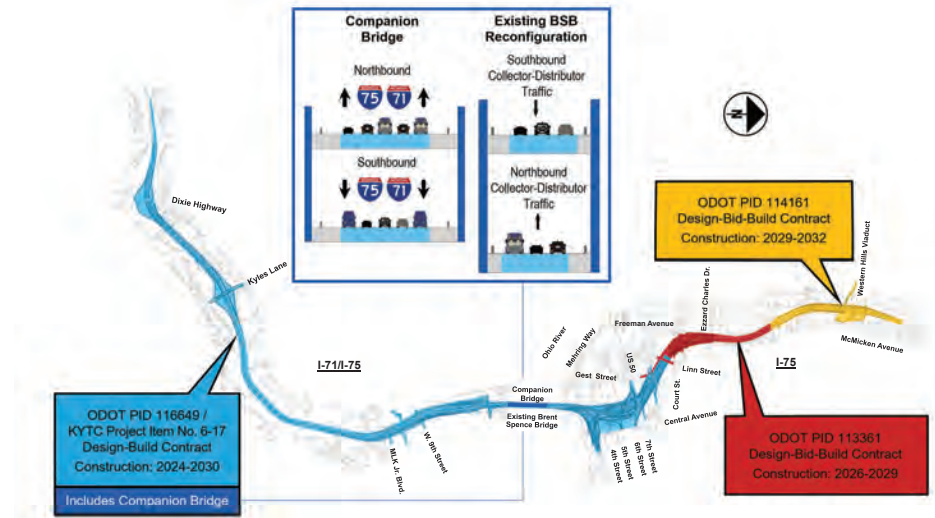 Companion
Bridge
Northbound
75 71
Southbound
75 71
Existing BSB
Reconfiguration
Southbound
Collector-Distributor
Traffic
Northbound
Collector-Distributor
Traffic
N
Dixie Highway
Kyles Lane
I-71/I-75
MLK Jr. Blvd.
W. 9th Street
Companion
Bridge
Existing Brent
Spence Bridge
Ohio River
Mehring Way
Gest Street
Freeman Avenue
US 50
Ezzard Charles Dr.
Linn Street
Court St.
Central Avenue
7th Street
6th Street
5th Street
4th Street
I-75
Western Hills Viaduct
McMicken Avenue
ODOT PID 114161
Design-Bid-Build Contract
Construction: 2029-2032
ODOT PID 113361
Design-Bid-Build Contract
Construction: 2026-2029
ODOT PID 116649 /
KYTC Project Item No. 6-17
Design-Build Contract
Construction: 2024-2030
Includes Companion Bridge